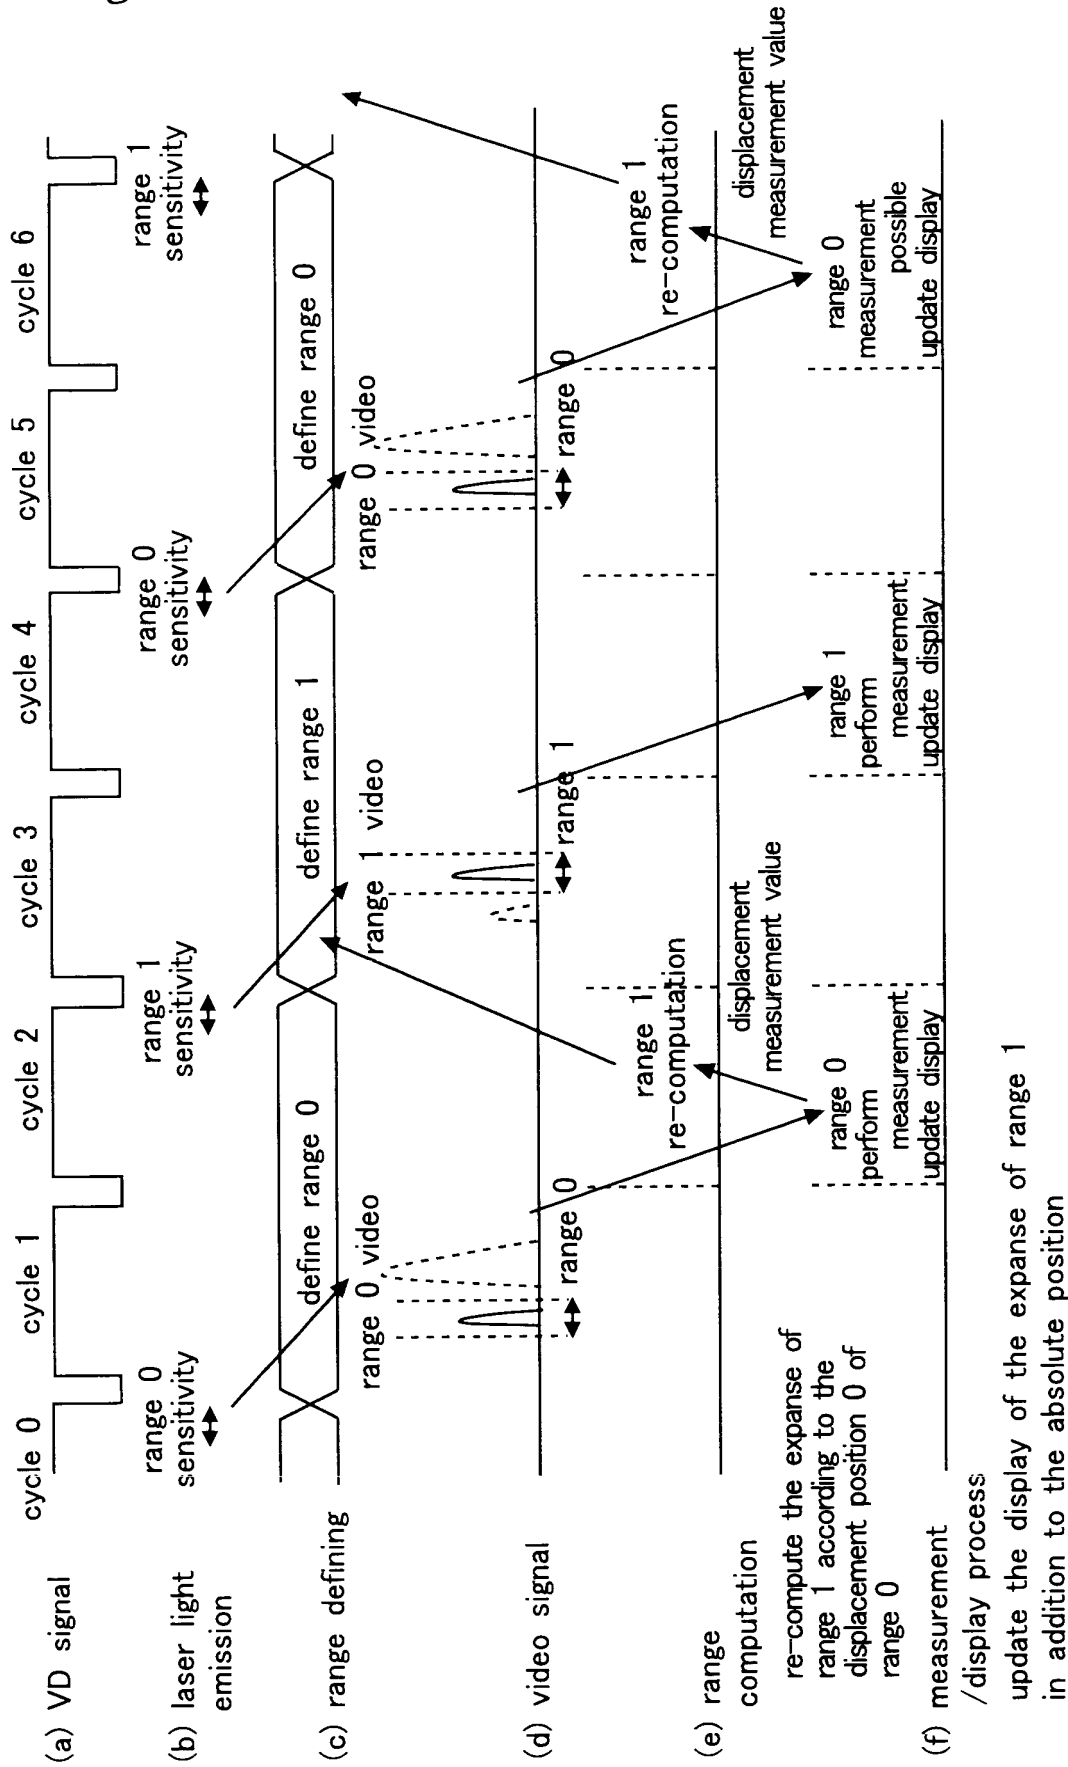 g
cycle 0 cycle 1 cycle 2 cycle 3 cycle 4 cycle 5 cycle 6
(a) VD signal
(b) laser light
emission
range 0
sensitivity
range 1
sensitivity
range 0
sensitivity
range 1
sensitivity
(c) range defining
define range 0
define range 1
define range 0
range 0 video
range 1 video
range 0 video
(d) video signal
range 0
range 1
range 0
range 1
re-computation
range 1
re-computation
(e) range
computation
displacement
measurement value
displacement
measurement value
re-compute the expanse of
range 1 according to the
displacement position 0 of
range 0
range 0
perform
measurement
update display
range 1
perform
measurement
update display
range 0
measurement
possible
update display
(f) measurement
/display process
update the display of the expanse of range 1
in addition to the absolute position